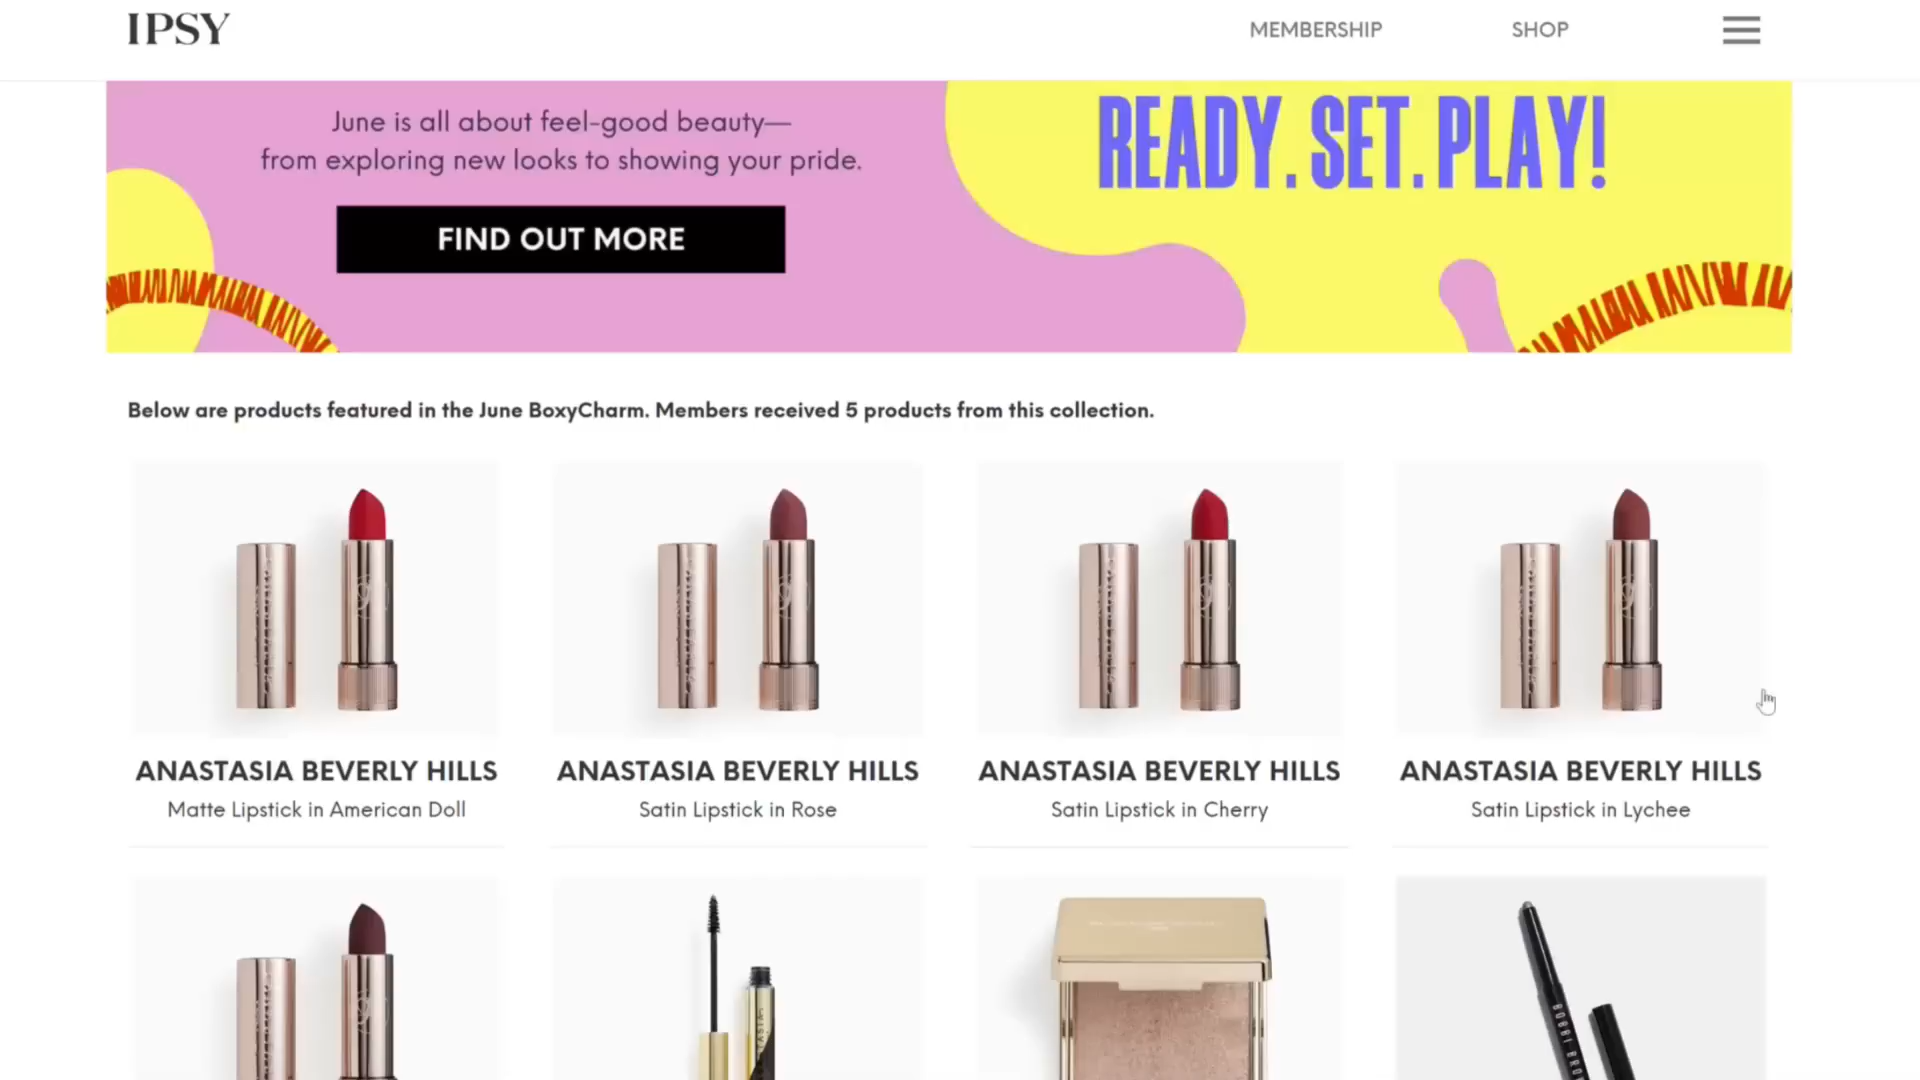 IPSY
MEMBERSHIP
SHOP
June is all about feel-good beauty—
from exploring new looks to showing your pride.
FIND OUT MORE
READY. SET. PLAY!
Below are products featured in the June BoxyCharm. Members received 5 products from this collection.
ANASTASIA BEVERLY HILLS
Matte Lipstick in American Doll
ANASTASIA BEVERLY HILLS
Satin Lipstick in Rose
ANASTASIA BEVERLY HILLS
Satin Lipstick in Cherry
ANASTASIA BEVERLY HILLS
Satin Lipstick in Lychee
BOBBI